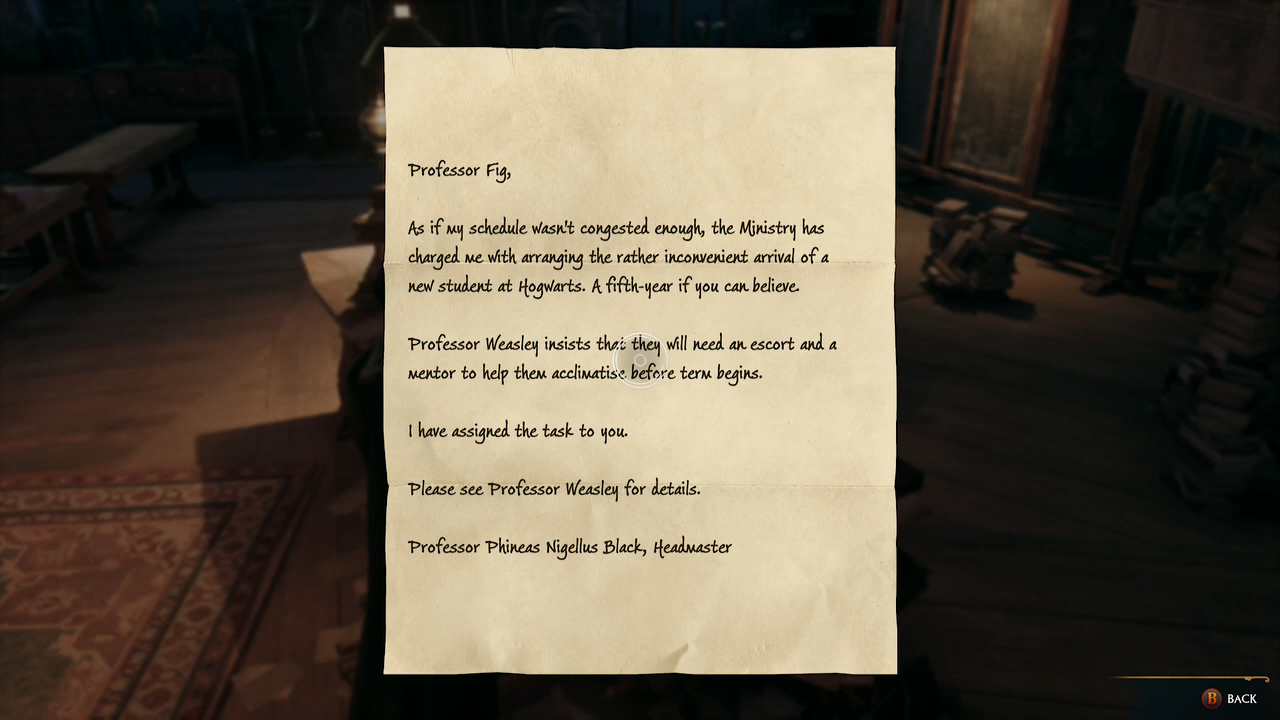 Professor Fig,
As if my schedule wasn't congested enough, the Ministry has
charged me with arranging the rather inconvenient arrival of a
new student at Hogwarts. A fifth-year if you can believe.
Professor Weasley insists that they will need an escort and a
mentor to help them acclimatise before term begins.
I have assigned the task to you.
Please see Professor Weasley for details.
Professor Phineas Nigellus Black, Headmaster
B BACK